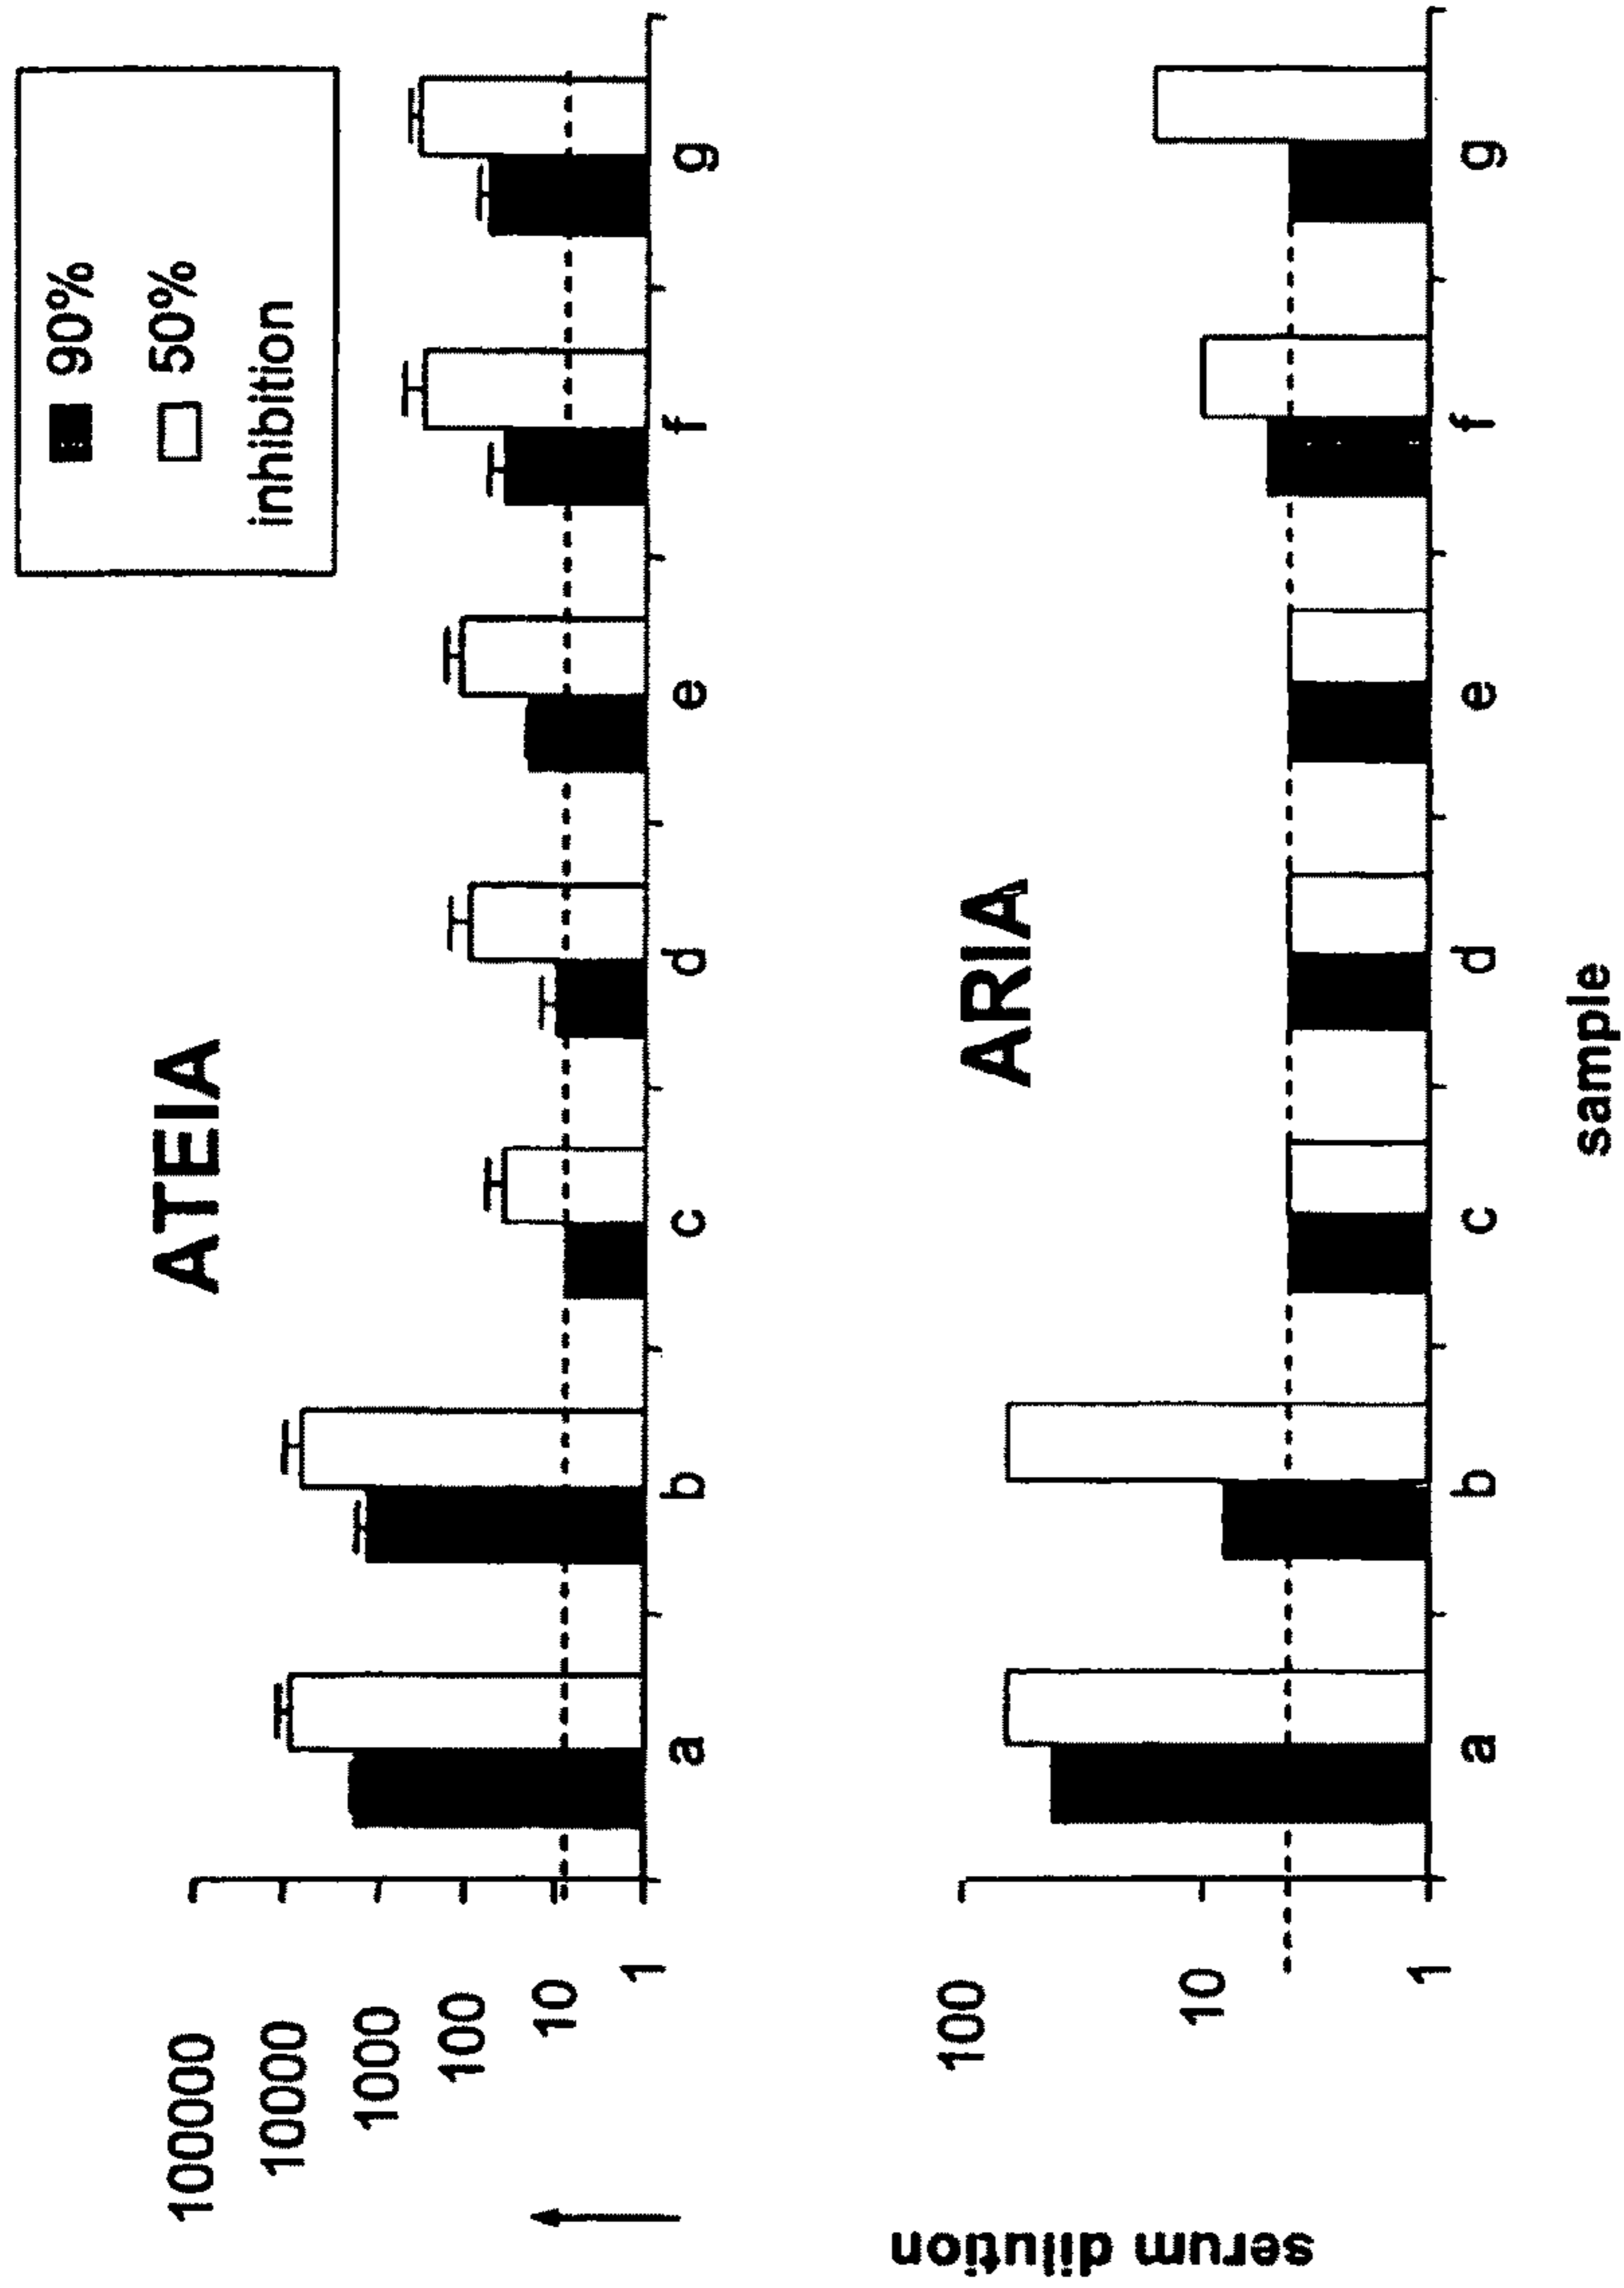 90%
50%
inhibition
ATEIA
100000
10000
1000
100
10
1
a b c d e f g
ARIA
100
10
1
a b c d e f g
serum dilution
sample